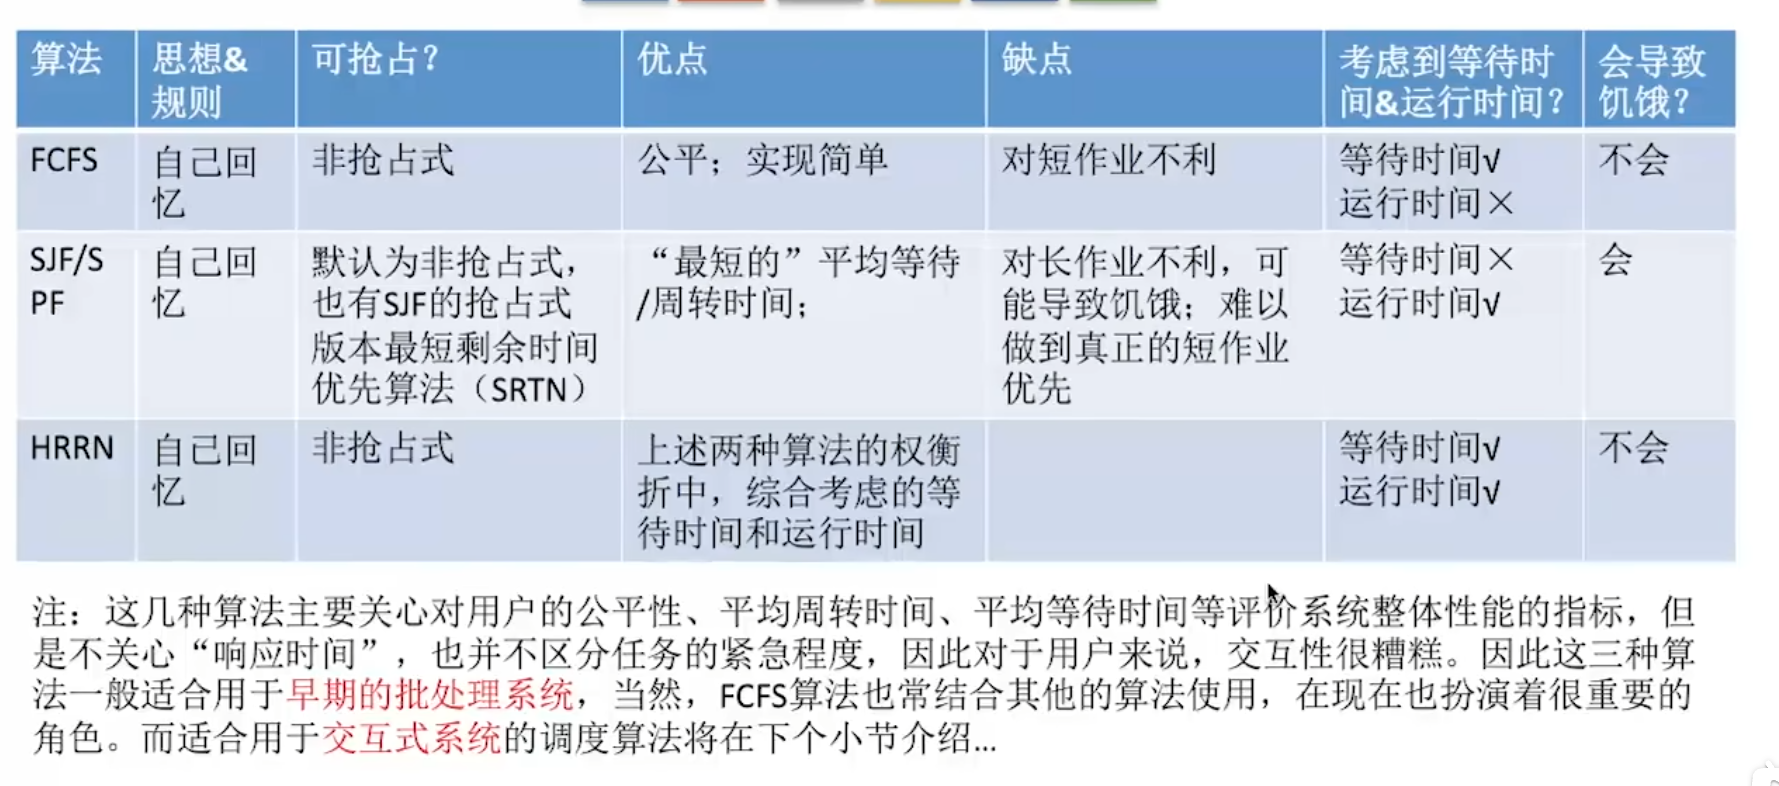 算法
思想&
规则
可抢占？
优点
缺点
考虑到等待时
间&运行时间？
会导致
饥饿？
FCFS
自己回
忆
非抢占式
公平；实现简单
对短作业不利
等待时间√
运行时间×
不会
SJF/S
PF
自己回
忆
默认为非抢占式，
也有SJF的抢占式
版本最短剩余时间
优先算法（SRTN）
“最短的”平均等待
/周转时间；
对长作业不利，可
能导致饥饿；难以
做到真正的短作业
优先
等待时间×
运行时间√
会
HRRN
自己回
忆
非抢占式
上述两种算法的权衡
折中，综合考虑的等
待时间和运行时间
等待时间√
运行时间√
不会
注：这几种算法主要关心对用户的公平性、平均周转时间、平均等待时间等评价系统整体性能的指标，但
是不关心“响应时间”，也并不区分任务的紧急程度，因此对于用户来说，交互性很糟糕。因此这三种算
法一般适合用于早期的批处理系统，当然，FCFS算法也常结合其他的算法使用，在现在也扮演着很重要的
角色。而适合用于交互式系统的调度算法将在下个小节介绍...